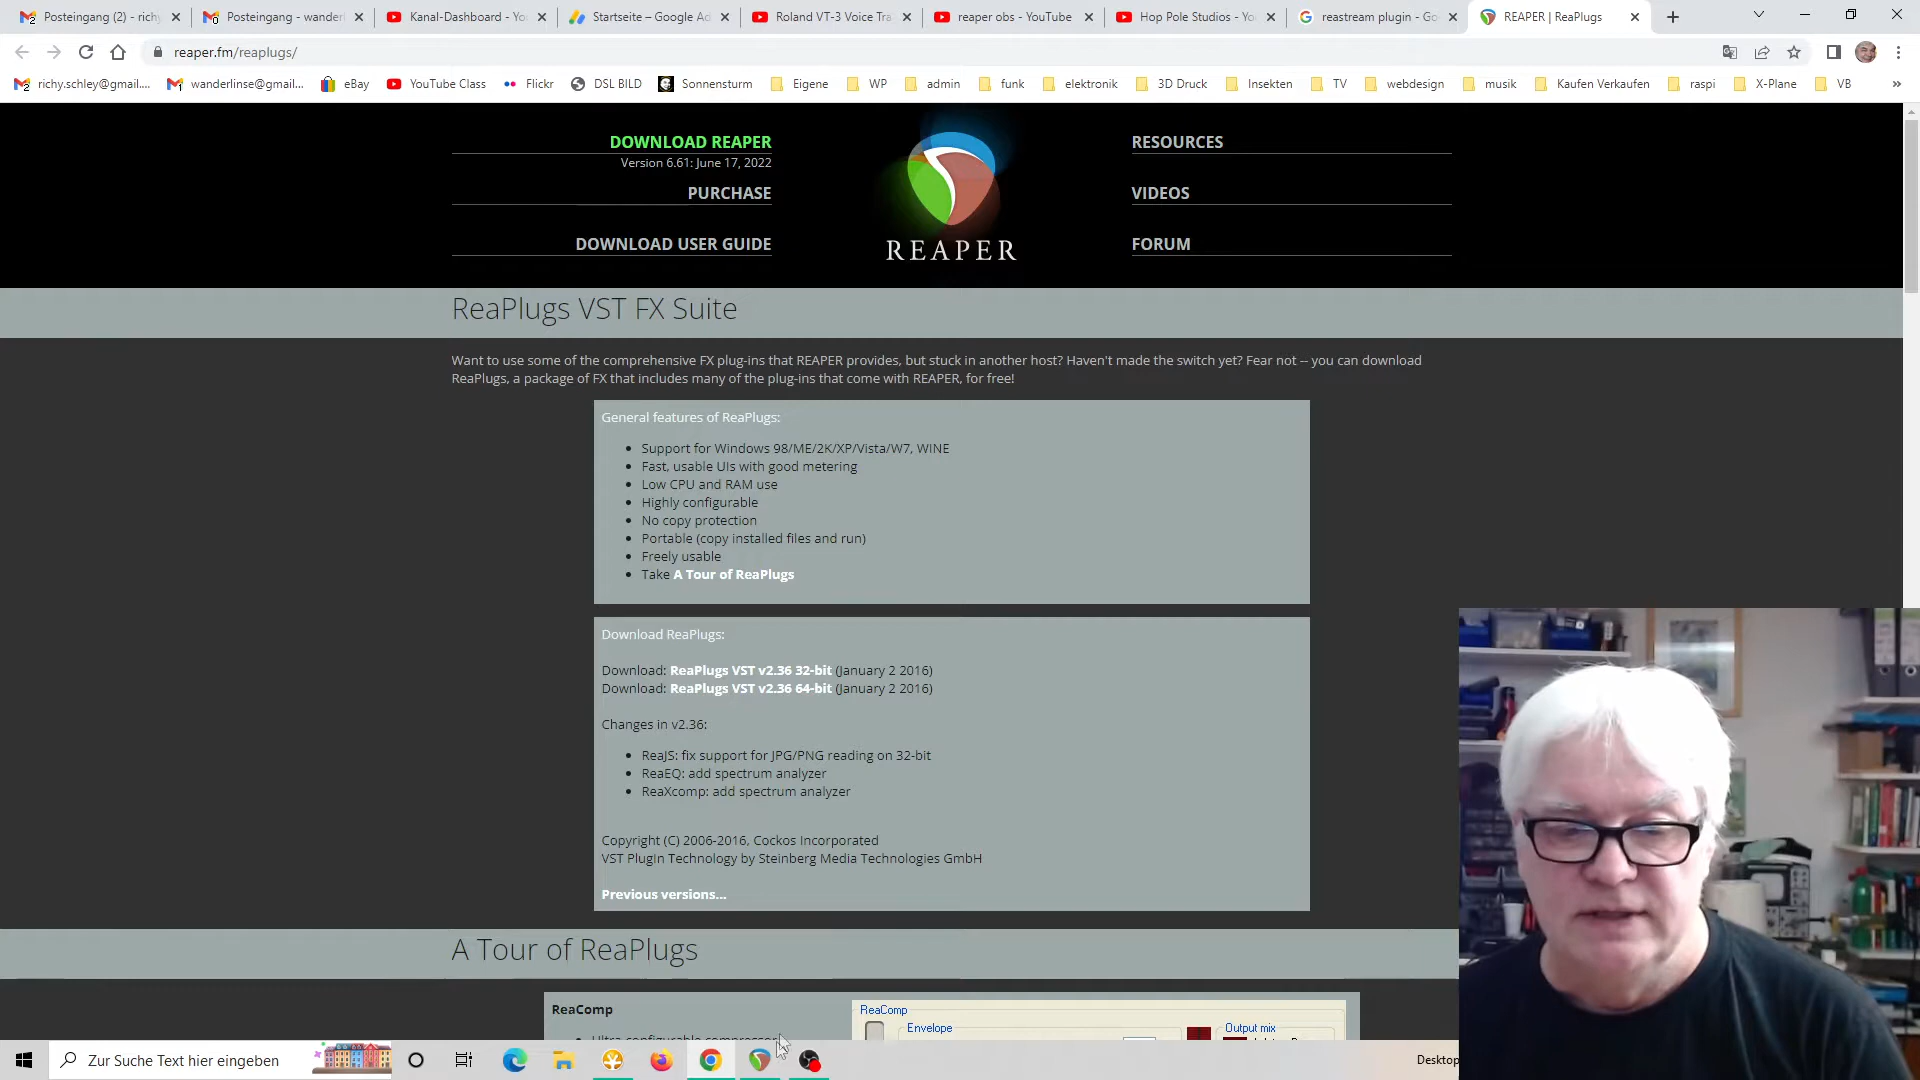 Posteingang (2) - richy
Posteingang - wander
Kanal-Dashboard - Yo
Startseite – Google Ad
Roland VT-3 Voice Tra
reaper obs - YouTube
Hop Pole Studios - Yo
reastream plugin - Go
REAPER | ReaPlugs
reaper.fm/reaplugs/
richy.schley@gmail....
wanderlinse@gmail...
eBay
YouTube Class
Flickr
DSL BILD
Sonnensturm
Eigene
WP
admin
funk
elektronik
3D Druck
Insekten
TV
webdesign
musik
Kaufen Verkaufen
raspi
X-Plane
VB
»
DOWNLOAD REAPER
Version 6.61: June 17, 2022
PURCHASE
DOWNLOAD USER GUIDE
REAPER
RESOURCES
VIDEOS
FORUM
ReaPlugs VST FX Suite
Want to use some of the comprehensive FX plug-ins that REAPER provides, but stuck in another host? Haven't made the switch yet? Fear not -- you can download
ReaPlugs, a package of FX that includes many of the plug-ins that come with REAPER, for free!
General features of ReaPlugs:
Support for Windows 98/ME/2K/XP/Vista/W7, WINE
Fast, usable UIs with good metering
Low CPU and RAM use
Highly configurable
No copy protection
Portable (copy installed files and run)
Freely usable
Take A Tour of ReaPlugs
Download ReaPlugs:
Download: ReaPlugs VST v2.36 32-bit (January 2 2016)
Download: ReaPlugs VST v2.36 64-bit (January 2 2016)
Changes in v2.36:
ReaJS: fix support for JPG/PNG reading on 32-bit
ReaEQ: add spectrum analyzer
ReaXcomp: add spectrum analyzer
Copyright (C) 2006-2016, Cockos Incorporated
VST PlugIn Technology by Steinberg Media Technologies GmbH
Previous versions...
A Tour of ReaPlugs
ReaComp
Ultra-configurable compressor
ReaComp
Envelope
Output mix
Zur Suche Text hier eingeben
Desktop